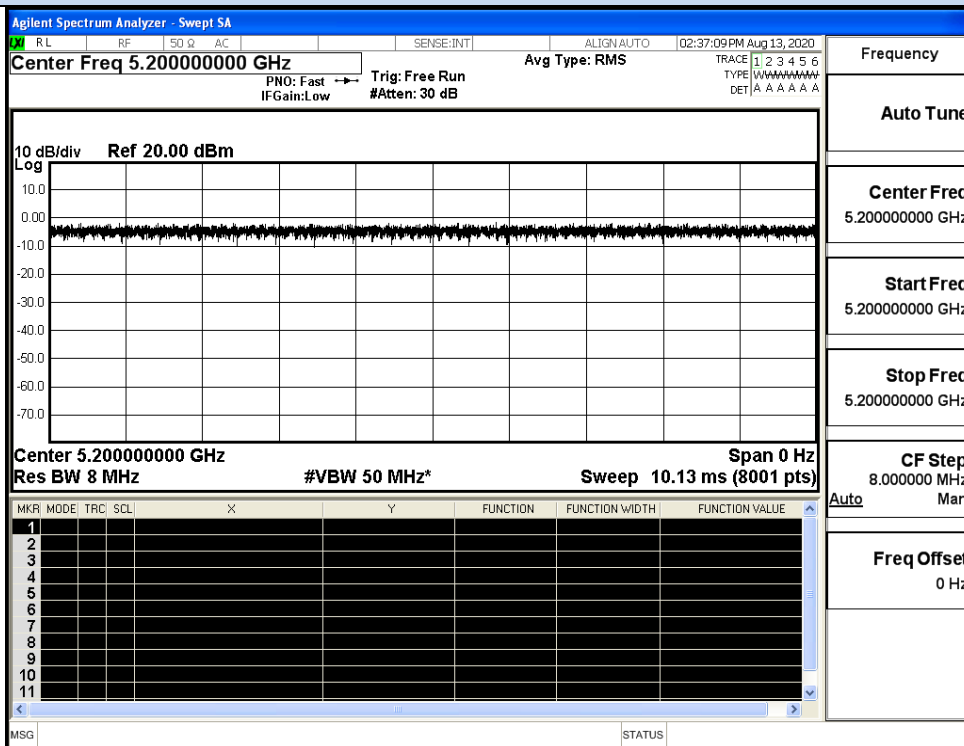 Agilent Spectrum Analyzer - Swept SA
LXI RL RF 50 Ω AC SENSE:INT ALIGN AUTO 02:37:09 PM Aug 13, 2020
Center Freq 5.200000000 GHz
Avg Type: RMS
TRACE 1 2 3 4 5 6
PNO: Fast
Trig: Free Run
TYPE WWWWWW
IFGain:Low
#Atten: 30 dB
DET A A A A A A
10 dB/div Ref 20.00 dBm
Log
10.0
0.00
-10.0
-20.0
-30.0
-40.0
-50.0
-60.0
-70.0
Center 5.200000000 GHz Span 0 Hz
Res BW 8 MHz #VBW 50 MHz* Sweep 10.13 ms (8001 pts)
MKR MODE TRC SCL X Y FUNCTION FUNCTION WIDTH FUNCTION VALUE
1
2
3
4
5
6
7
8
9
10
11
MSG STATUS
Frequency
Auto Tune
Center Freq
5.200000000 GHz
Start Freq
5.200000000 GHz
Stop Freq
5.200000000 GHz
CF Step
8.000000 MHz
Auto Man
Freq Offset
0 Hz